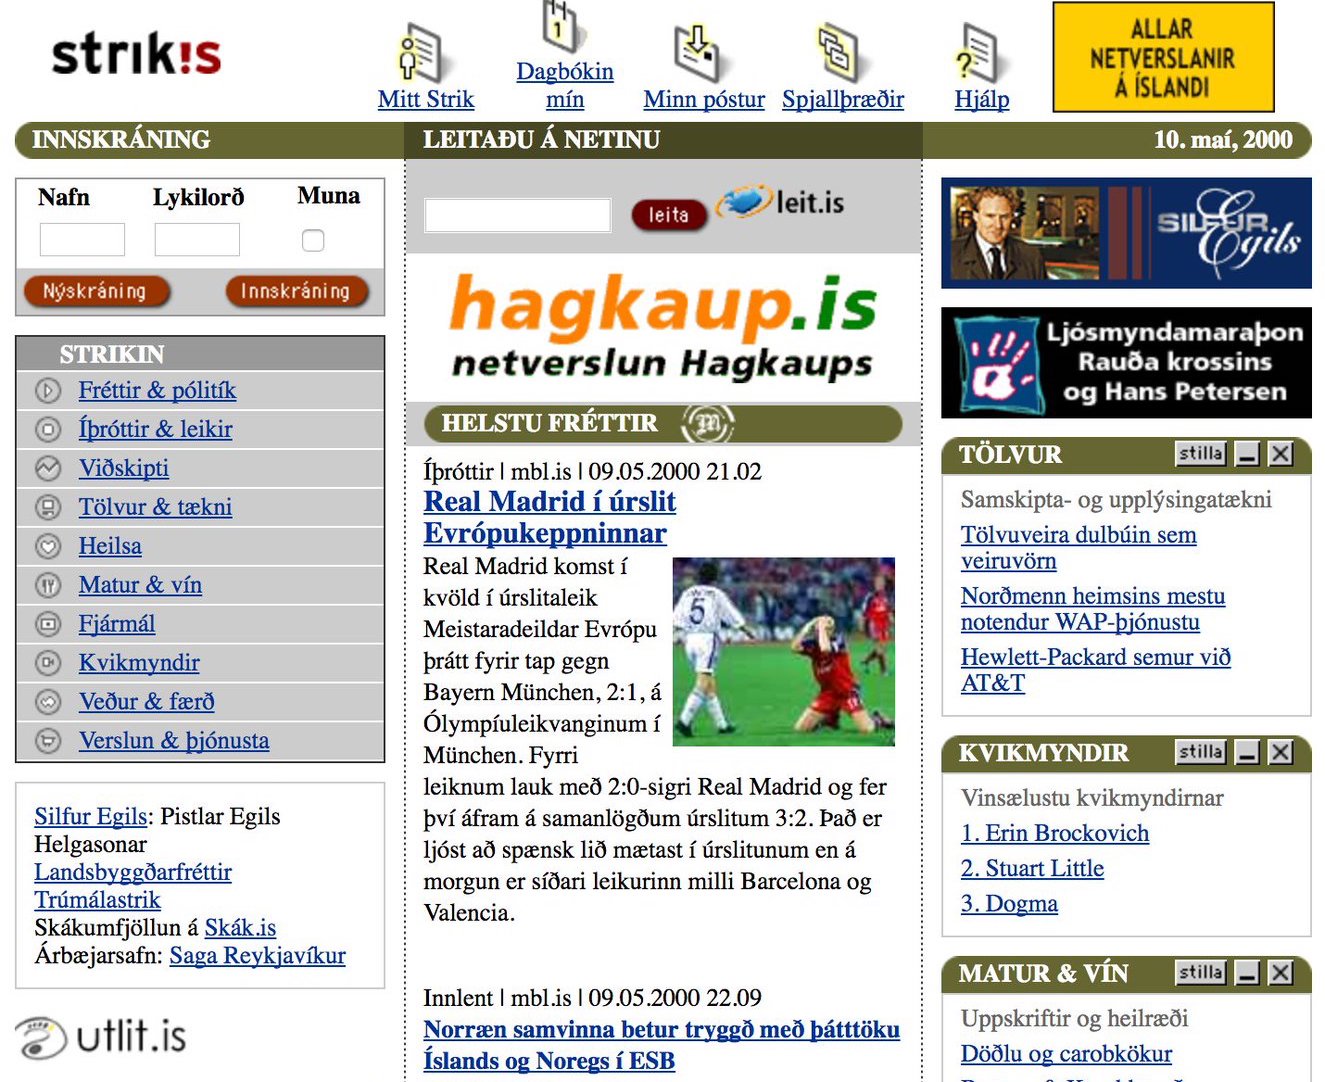 strik!s
Mitt Strik
1
Dagbókin
mín
Minn póstur
Spjallþræðir
Hjálp
ALLAR
NETVERSLANIR
Á ÍSLANDI
INNSKRÁNING
LEITAÐU Á NETINU
10. maí, 2000
Nafn Lykilorð Muna
Nýskráning Innskráning
STRIKIN
Fréttir & pólitík
Íþróttir & leikir
Viðskipti
Tölvur & tækni
Heilsa
Matur & vín
Fjármál
Kvikmyndir
Veður & færð
Verslun & þjónusta
Silfur Egils: Pistlar Egils
Helgasonar
Landsbyggðarfréttir
Trúmálastrik
Skákumfjöllun á Skák.is
Árbæjarsafn: Saga Reykjavíkur
utlit.is
leita leit.is
hagkaup.is
netverslun Hagkaups
HELSTU FRÉTTIR M
Íþróttir | mbl.is | 09.05.2000 21.02
Real Madrid í úrslit
Evrópukeppninnar
Real Madrid komst í
kvöld í úrslitaleik
Meistaradeildar Evrópu
þrátt fyrir tap gegn
Bayern München, 2:1, á
Ólympíuleikvanginum í
München. Fyrri
leiknum lauk með 2:0-sigri Real Madrid og fer
því áfram á samanlögðum úrslitum 3:2. Það er
ljóst að spænsk lið mætast í úrslitunum en á
morgun er síðari leikurinn milli Barcelona og
Valencia.
5
Innlent | mbl.is | 09.05.2000 22.09
Norræn samvinna betur tryggð með þátttöku
Íslands og Noregs í ESB
SILFUR
Egils
Ljósmyndamaraþon
Rauða krossins
og Hans Petersen
TÖLVUR stilla
Samskipta- og upplýsingatækni
Tölvuveira dulbúin sem
veiruvörn
Norðmenn heimsins mestu
notendur WAP-þjónustu
Hewlett-Packard semur við
AT&T
KVIKMYNDIR stilla
Vinsælustu kvikmyndirnar
1. Erin Brockovich
2. Stuart Little
3. Dogma
MATUR & VÍN stilla
Uppskriftir og heilræði
Döðlu og carobkökur